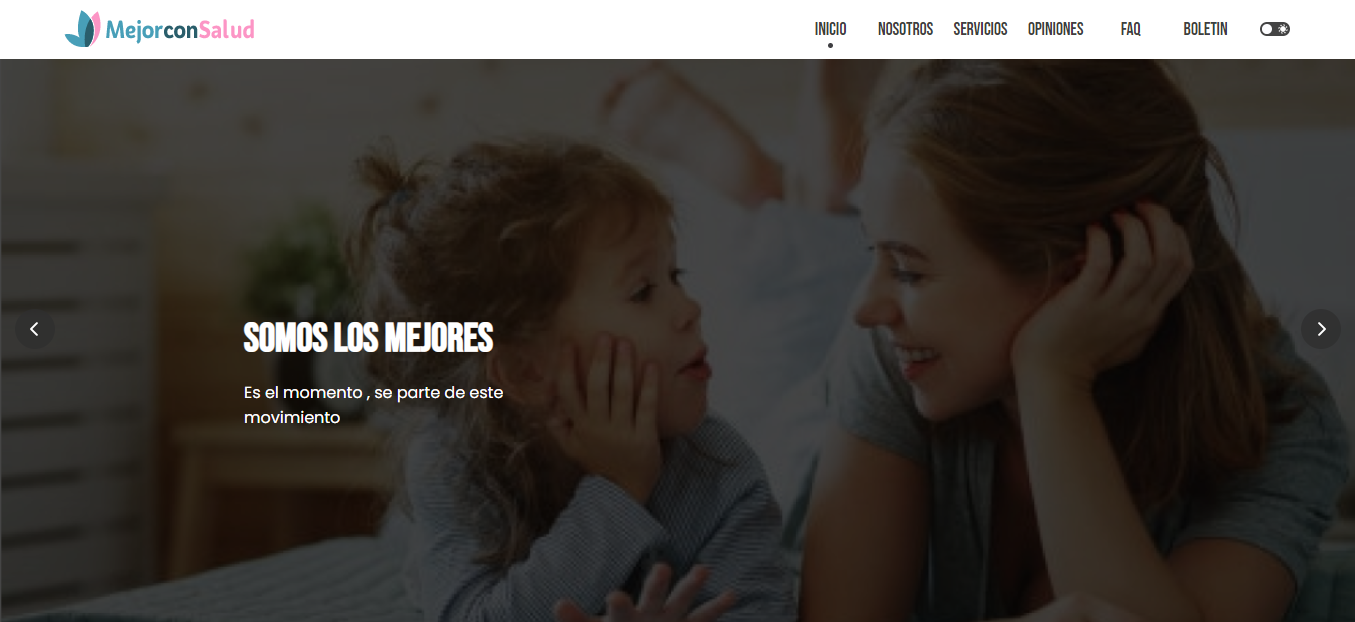 MejorconSalud
INICIO NOSOTROS SERVICIOS OPINIONES FAQ BOLETIN
SOMOS LOS MEJORES
Es el momento , se parte de este
movimiento